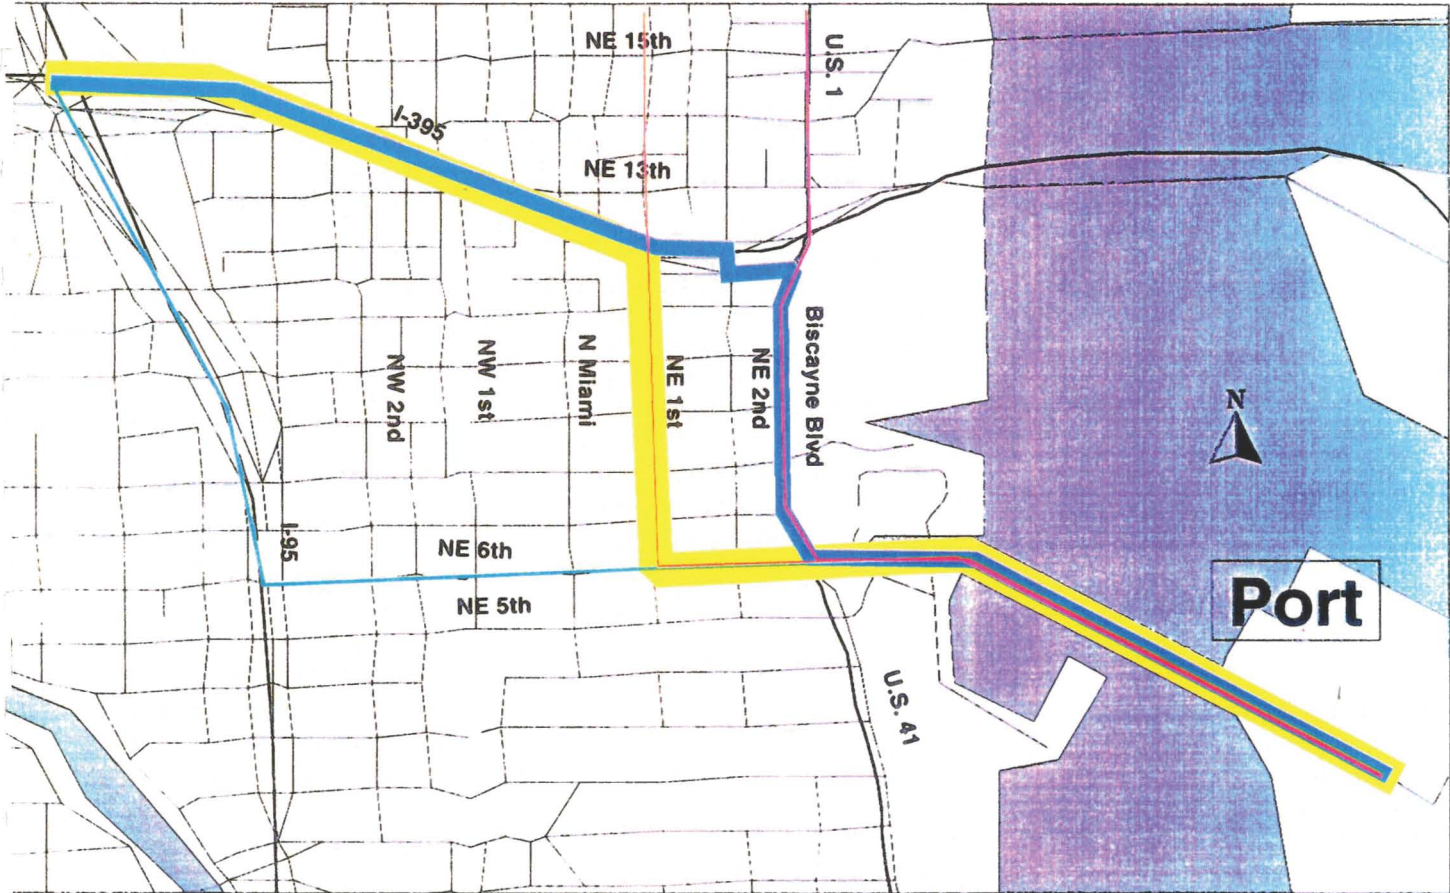 NE 15th
U.S. 1
I-395
NE 13th
NW 2nd
NW 1st
N Miami
NE 1st
NE 2nd
Biscayne Blvd
N
I-95
NE 6th
NE 5th
Port
U.S. 41